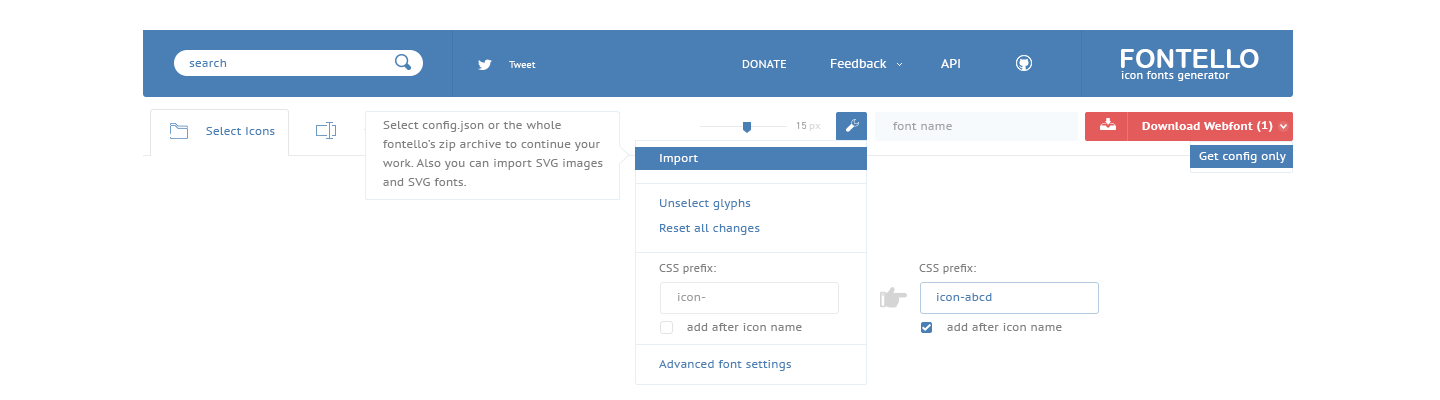 search
Tweet
DONATE
Feedback
API
FONTELLO
icon fonts generator
Select Icons
Select config.json or the whole
fontello's zip archive to continue your
work. Also you can import SVG images
and SVG fonts.
15 px
font name
Download Webfont (1)
Get config only
Import
Unselect glyphs
Reset all changes
CSS prefix:
icon-
add after icon name
CSS prefix:
icon-abcd
add after icon name
Advanced font settings